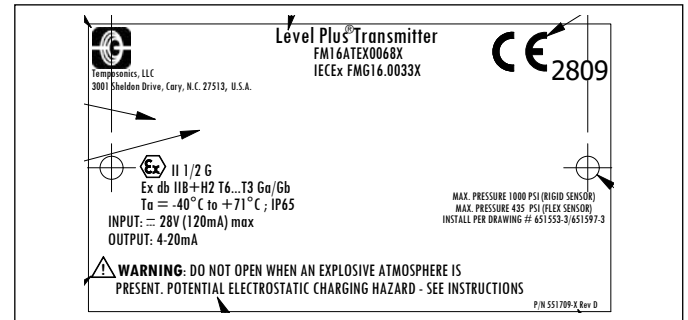 Level Plus® Transmitter
FM16ATEX0068X
IECEx FMG16.0033X
CE 2809
Temposonics, LLC
3001 Sheldon Drive, Cary, N.C. 27513, U.S.A.
Ex II 1/2 G
Ex db IIB+H2 T6...T3 Ga/Gb
Ta = -40°C to +71°C ; IP65
INPUT: ⎓ 28V (120mA) max
OUTPUT: 4-20mA
MAX. PRESSURE 1000 PSI (RIGID SENSOR)
MAX. PRESSURE 435 PSI (FLEX SENSOR)
INSTALL PER DRAWING # 651553-3/651597-3
WARNING: DO NOT OPEN WHEN AN EXPLOSIVE ATMOSPHERE IS
PRESENT. POTENTIAL ELECTROSTATIC CHARGING HAZARD - SEE INSTRUCTIONS
P/N 551709-X Rev D